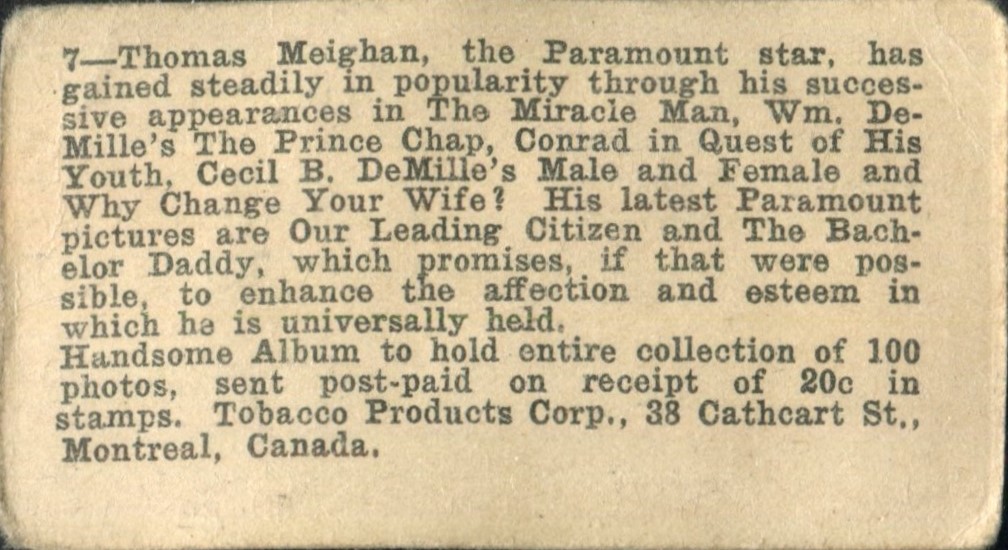 7—Thomas Meighan, the Paramount star, has
gained steadily in popularity through his succes-
sive appearances in The Miracle Man, Wm. De-
Mille's The Prince Chap, Conrad in Quest of His
Youth, Cecil B. DeMille's Male and Female and
Why Change Your Wife? His latest Paramount
pictures are Our Leading Citizen and The Bach-
elor Daddy, which promises, if that were pos-
sible, to enhance the affection and esteem in
which he is universally held.
Handsome Album to hold entire collection of 100
photos, sent post-paid on receipt of 20c in
stamps. Tobacco Products Corp., 38 Cathcart St.,
Montreal, Canada.